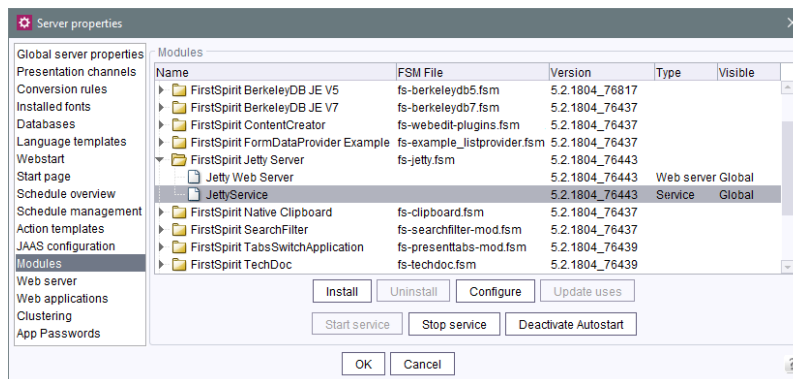 Server properties
Global server properties
Presentation channels
Conversion rules
Installed fonts
Databases
Language templates
Webstart
Start page
Schedule overview
Schedule management
Action templates
JAAS configuration
Modules
Web server
Web applications
Clustering
App Passwords
Modules
Name FSM File Version Type Visible
FirstSpirit BerkeleyDB JE V5 fs-berkeleydb5.fsm 5.2.1804_76817
FirstSpirit BerkeleyDB JE V7 fs-berkeleydb7.fsm 5.2.1804_76437
FirstSpirit ContentCreator fs-webedit-plugins.fsm 5.2.1804_76437
FirstSpirit FormDataProvider Example fs-example_listprovider.fsm 5.2.1804_76437
FirstSpirit Jetty Server fs-jetty.fsm 5.2.1804_76443
Jetty Web Server 5.2.1804_76443 Web server Global
JettyService 5.2.1804_76443 Service Global
FirstSpirit Native Clipboard fs-clipboard.fsm 5.2.1804_76437
FirstSpirit SearchFilter fs-searchfilter-mod.fsm 5.2.1804_76437
FirstSpirit TabsSwitchApplication fs-presenttabs-mod.fsm 5.2.1804_76439
FirstSpirit TechDoc fs-techdoc.fsm 5.2.1804_76439
Install Uninstall Configure Update uses
Start service Stop service Deactivate Autostart
OK Cancel